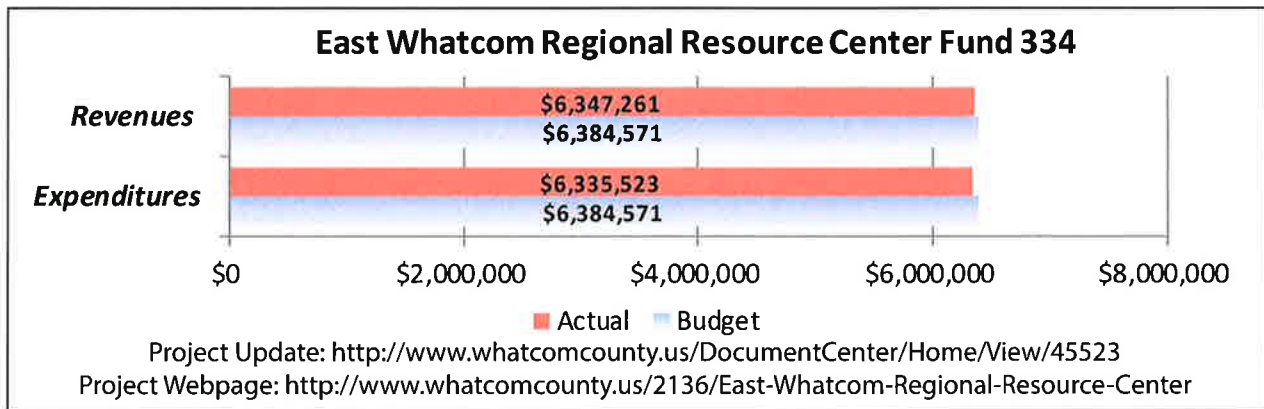 East Whatcom Regional Resource Center Fund 334
Revenues
$6,347,261
$6,384,571
Expenditures
$6,335,523
$6,384,571
$0 $2,000,000 $4,000,000 $6,000,000 $8,000,000
Actual Budget
Project Update: http://www.whatcomcounty.us/DocumentCenter/Home/View/45523
Project Webpage: http://www.whatcomcounty.us/2136/East-Whatcom-Regional-Resource-Center